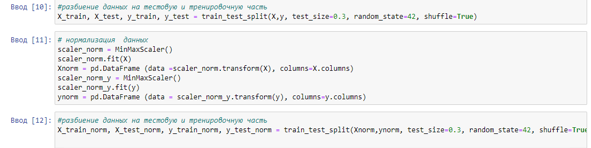 Ввод [10]: #разбиение данных на тестовую и тренировочную часть
X_train, X_test, y_train, y_test = train_test_split(X,y, test_size=0.3, random_state=42, shuffle=True)
Ввод [11]: # нормализация данных
scaler_norm = MinMaxScaler()
scaler_norm.fit(X)
Xnorm = pd.DataFrame (data =scaler_norm.transform(X), columns=X.columns)
scaler_norm_y = MinMaxScaler()
scaler_norm_y.fit(y)
ynorm = pd.DataFrame (data = scaler_norm_y.transform(y), columns=y.columns)
Ввод [12]: #разбиение данных на тестовую и тренировочную часть
X_train_norm, X_test_norm, y_train_norm, y_test_norm = train_test_split(Xnorm,ynorm, test_size=0.3, random_state=42, shuffle=True